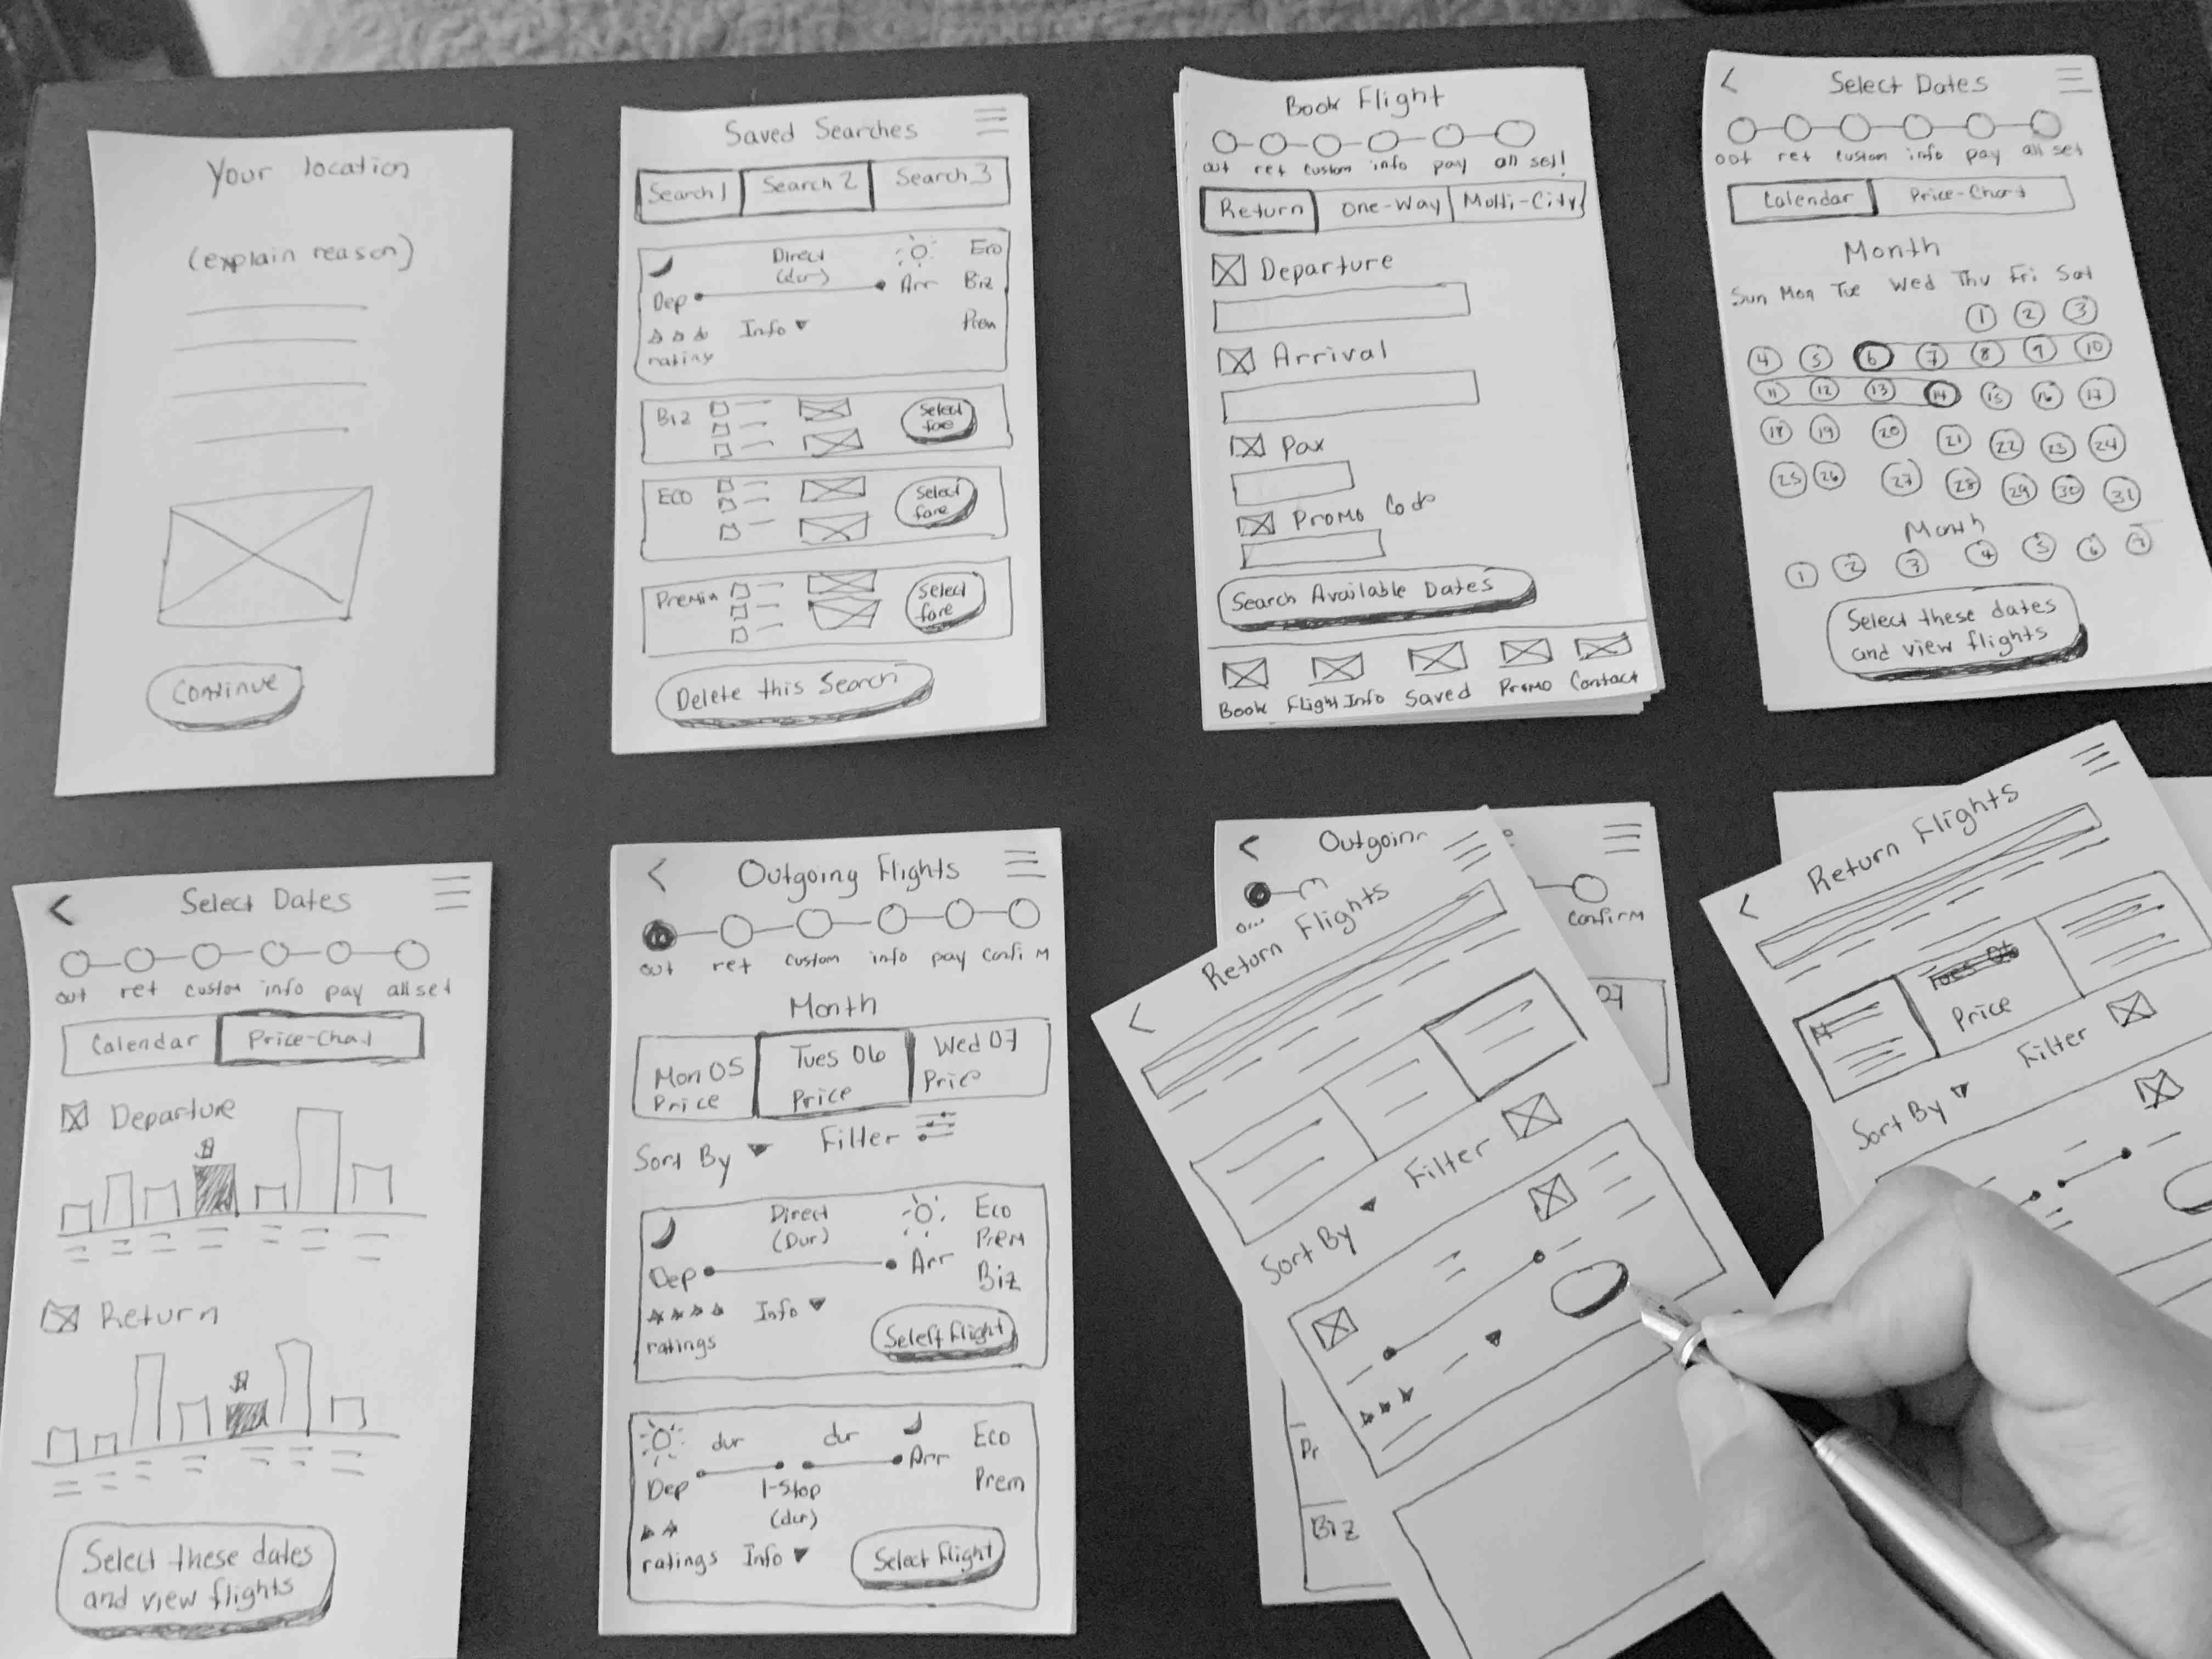 Your location
(explain reason)
Continue
Saved Searches
Search 1 Search 2 Search 3
Direct Eco
(dur)
Dep Arr Biz
Info Prem
rating
Biz Select
fare
ECO Select
fare
Premin Select
fare
Delete this Search
Book Flight
out ret custom info pay all set!
Return One-Way Multi-City
Departure
Arrival
Pax
Promo Code
Search Available Dates
Book Flight Info Saved Promo Contact
< Select Dates
out ret custom info pay all set
Calendar Price-Chart
Month
Sun Mon Tue Wed Thu Fri Sat
1 2 3
4 5 6 7 8 9 10
11 12 13 14 15 16 17
18 19 20 21 22 23 24
25 26 27 28 29 30 31
Month
1 2 3 4 5 6 7
Select these dates
and view flights
< Select Dates
out ret custom info pay all set
Calendar Price-Chart
Departure
$
Return
$
Select these dates
and view flights
< Outgoing Flights
out ret custom info pay Confirm
Month
Mon 05 Tues 06 Wed 07
Price Price Price
Sort By Filter
Direct Eco
(Dur) Prem
Dep Arr Biz
Info
ratings Select Flight
dur dur Eco
Dep Arr Prem
1-Stop
(dur)
ratings Info Select Flight
< Outgoin
Confirm
07
Pr
Biz
< Return Flights
Sort By Filter
< Return Flights
Tues 06
Price
Sort By Filter